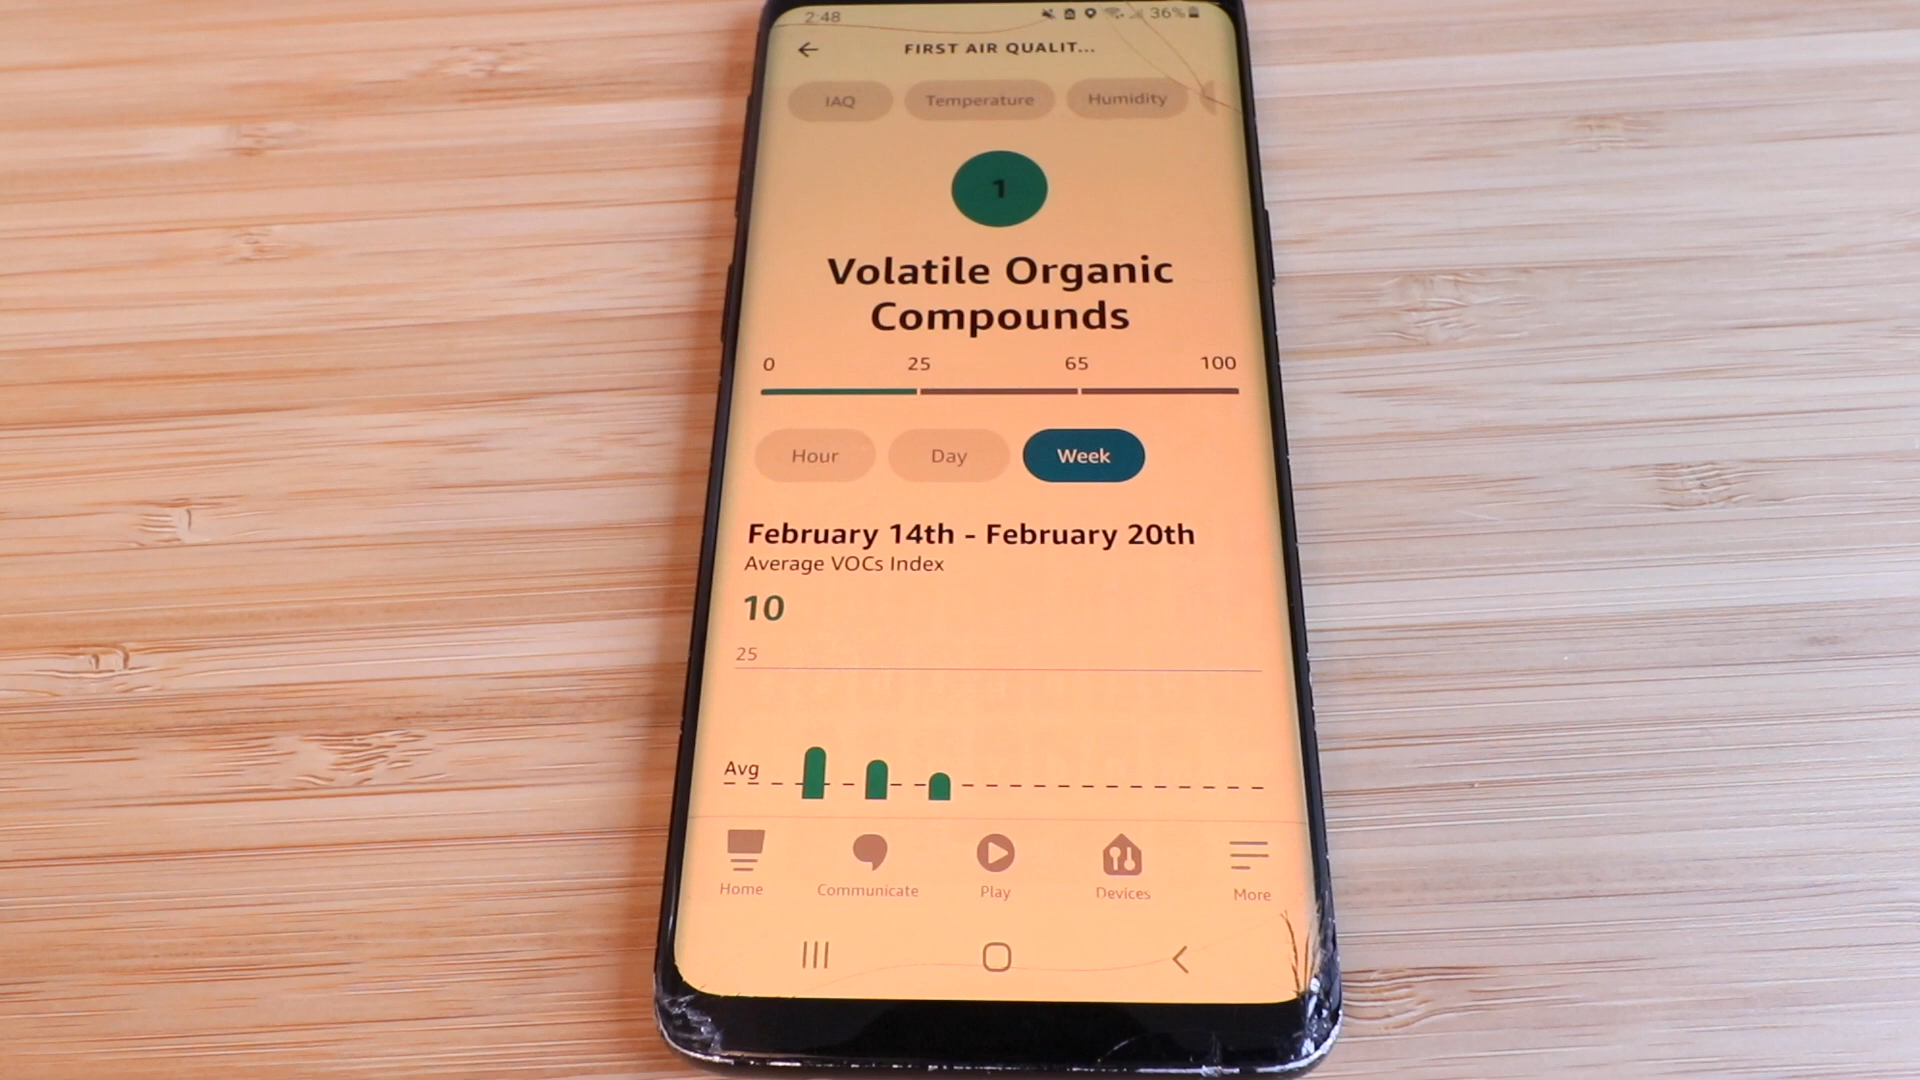 2:48 36%
FIRST AIR QUALIT...
IAQ Temperature Humidity
1
Volatile Organic
Compounds
0 25 65 100
Hour Day Week
February 14th - February 20th
Average VOCs Index
10
25
Avg
Home Communicate Play Devices More